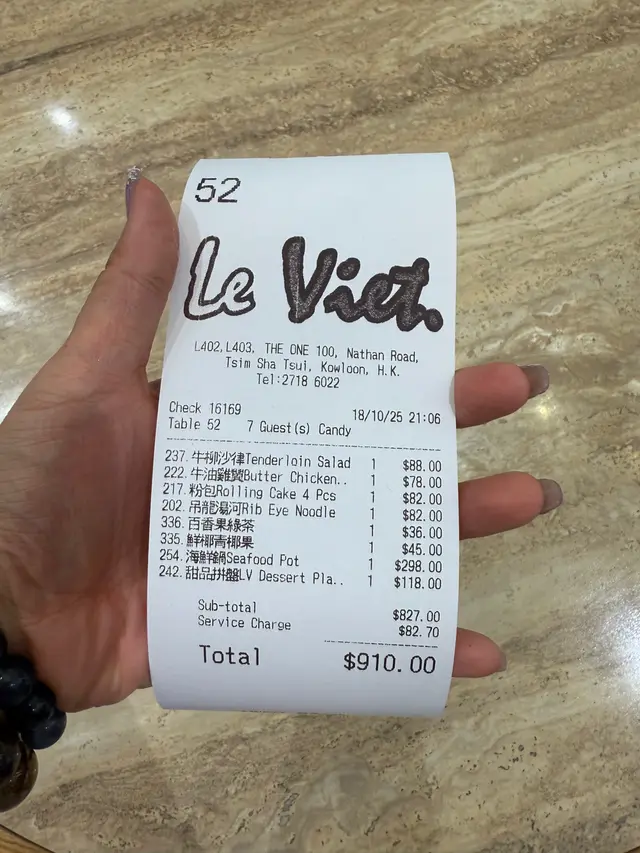 52
Le Viet.
L402,L403, THE ONE 100, Nathan Road,
Tsim Sha Tsui, Kowloon, H.K.
Tel:2718 6022
Check 16169 18/10/25 21:06
Table 52 7 Guest(s) Candy
237. 牛柳沙律Tenderloin Salad 1 $88.00
222. 牛油雞翼Butter Chicken.. 1 $78.00
217. 粉包Rolling Cake 4 Pcs 1 $82.00
202. 吊龍湯河Rib Eye Noodle 1 $82.00
336. 百香果綠茶 1 $36.00
335. 鮮椰青椰果 1 $45.00
254. 海鮮鍋Seafood Pot 1 $298.00
242. 甜品拼盤LV Dessert Pla.. 1 $118.00
Sub-total $827.00
Service Charge $82.70
Total $910.00